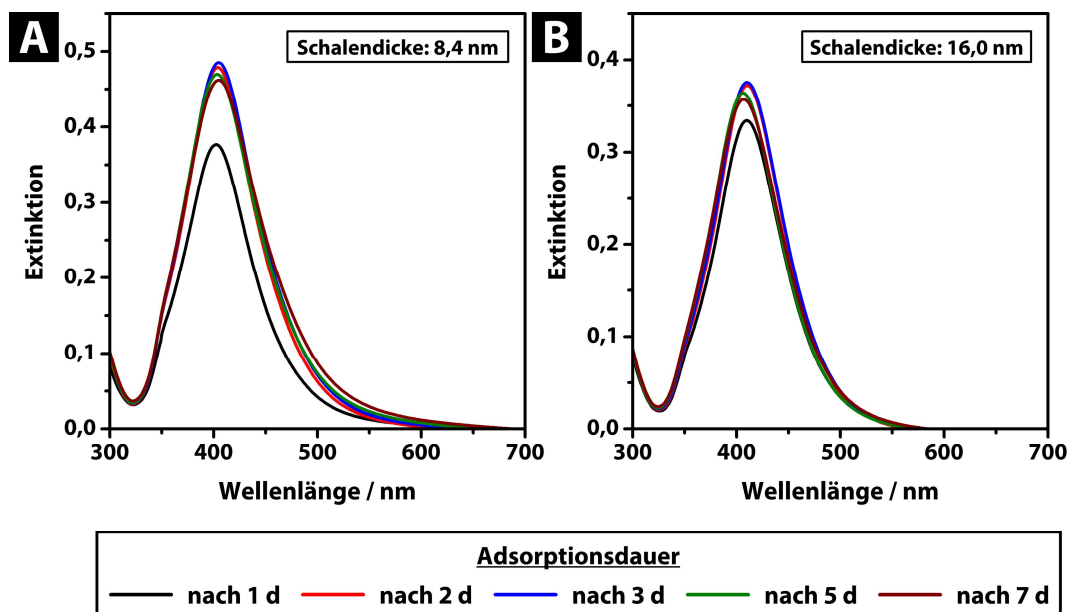 A
Schalendicke: 8,4 nm
0,5
0,4
0,3
0,2
0,1
0,0
Extinktion
300
400
500
600
700
Wellenlänge / nm
B
Schalendicke: 16,0 nm
0,4
0,3
0,2
0,1
0,0
Extinktion
300
400
500
600
700
Wellenlänge / nm
Adsorptionsdauer
nach 1 d
nach 2 d
nach 3 d
nach 5 d
nach 7 d